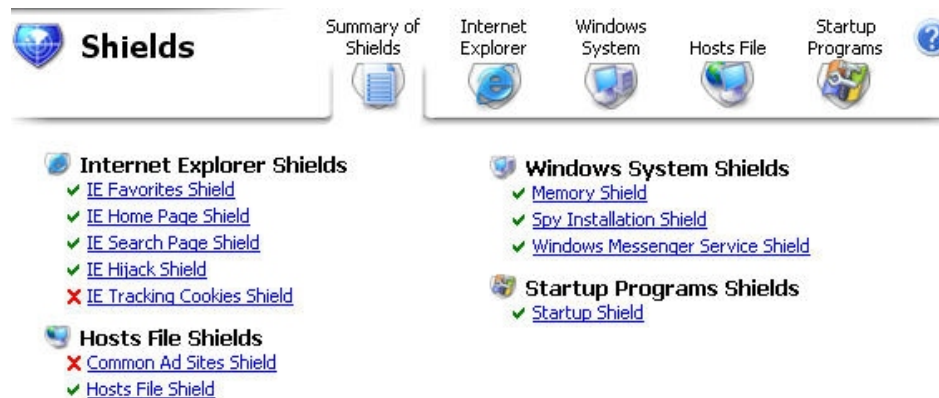 Shields
Summary of
Shields
Internet
Explorer
Windows
System
Hosts File
Startup
Programs
?
Internet Explorer Shields
IE Favorites Shield
IE Home Page Shield
IE Search Page Shield
IE Hijack Shield
IE Tracking Cookies Shield
Hosts File Shields
Common Ad Sites Shield
Hosts File Shield
Windows System Shields
Memory Shield
Spy Installation Shield
Windows Messenger Service Shield
Startup Programs Shields
Startup Shield